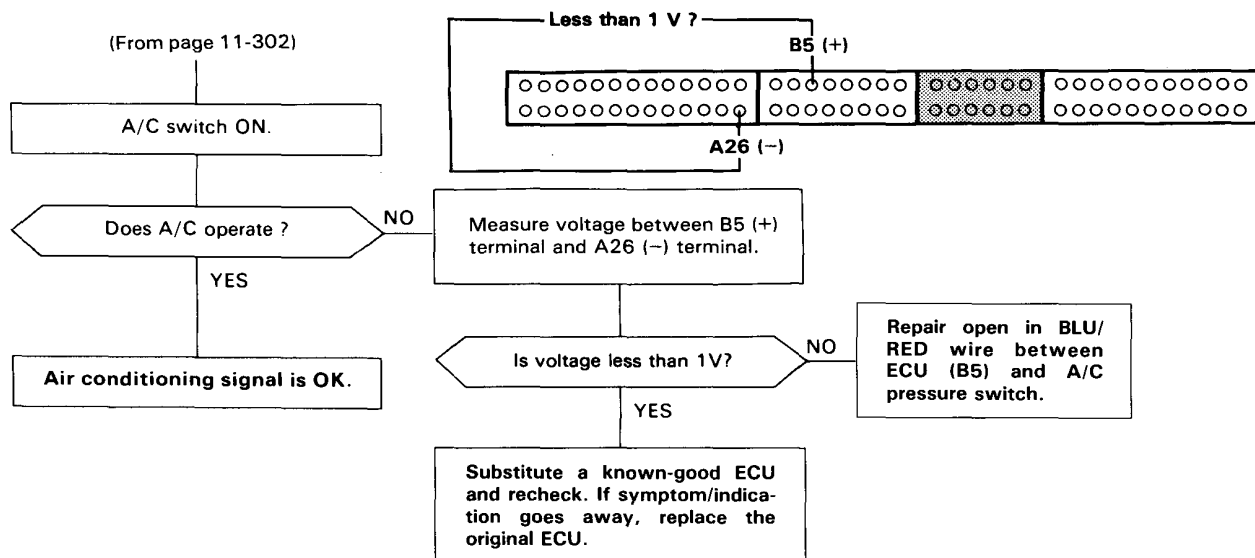 Less than 1 V ?
(From page 11-302)
B5 (+)
A26 (−)
A/C switch ON.
Does A/C operate ?
NO
Measure voltage between B5 (+)
terminal and A26 (−) terminal.
YES
Air conditioning signal is OK.
Is voltage less than 1V?
NO
Repair open in BLU/
RED wire between
ECU (B5) and A/C
pressure switch.
YES
Substitute a known-good ECU
and recheck. If symptom/indica-
tion goes away, replace the
original ECU.